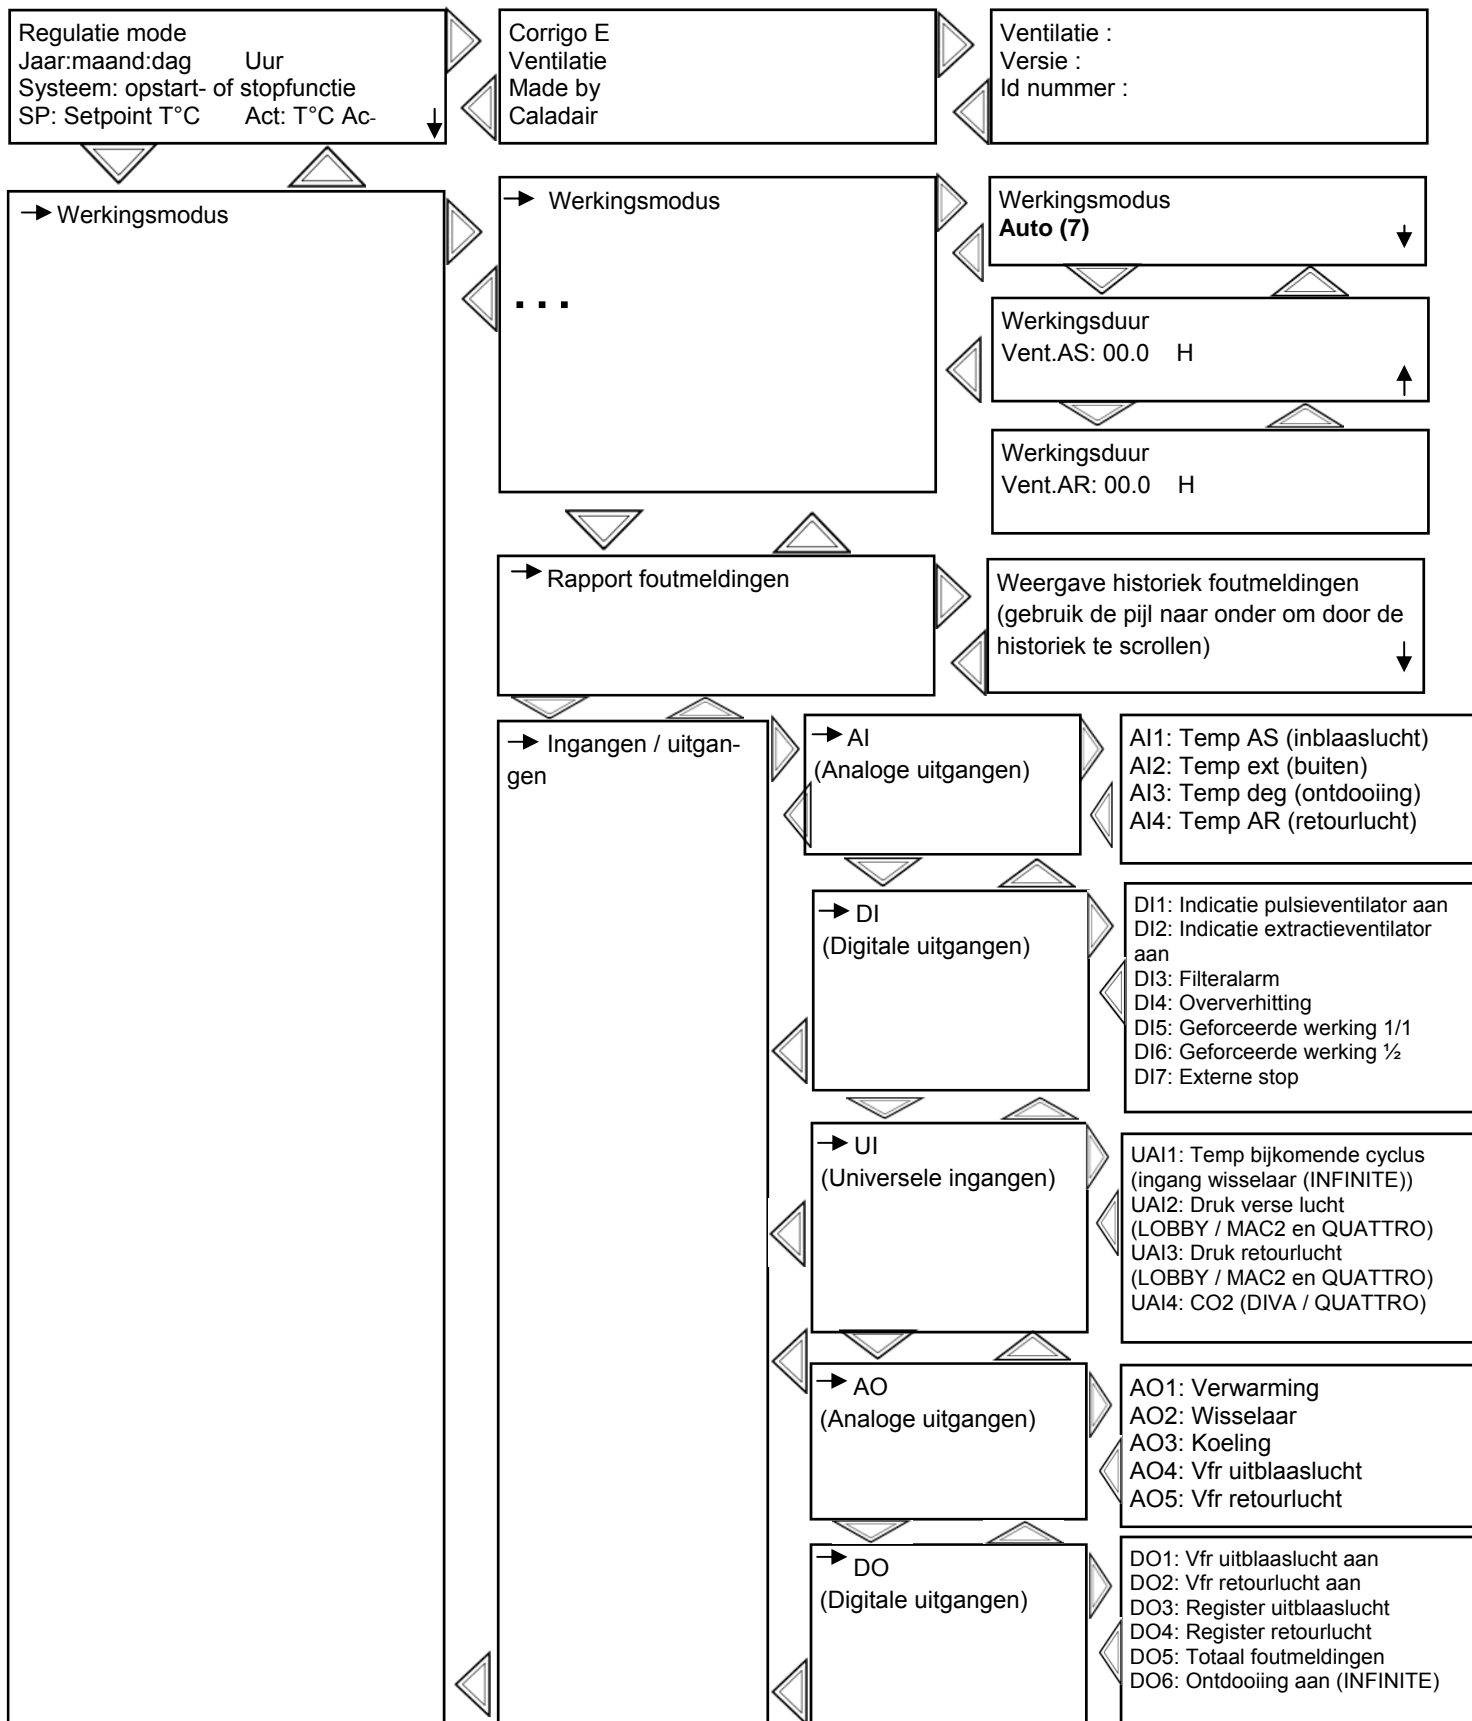 Regulatie mode
Jaar:maand:dag Uur
Systeem: opstart- of stopfunctie
SP: Setpoint T°C Act: T°C Ac-
Corrigo E
Ventilatie
Made by
Caladair
Ventilatie :
Versie :
Id nummer :
Werkingsmodus
Werkingsmodus
...
Werkingsmodus
Auto (7)
Werkingsduur
Vent.AS: 00.0 H
Werkingsduur
Vent.AR: 00.0 H
Rapport foutmeldingen
Weergave historiek foutmeldingen
(gebruik de pijl naar onder om door de
historiek te scrollen)
Ingangen / uitgan-
gen
AI
(Analoge uitgangen)
AI1: Temp AS (inblaaslucht)
AI2: Temp ext (buiten)
AI3: Temp deg (ontdooiing)
AI4: Temp AR (retourlucht)
DI
(Digitale uitgangen)
DI1: Indicatie pulsieventilator aan
DI2: Indicatie extractieventilator
aan
DI3: Filteralarm
DI4: Oververhitting
DI5: Geforceerde werking 1/1
DI6: Geforceerde werking ½
DI7: Externe stop
UI
(Universele ingangen)
UAI1: Temp bijkomende cyclus
(ingang wisselaar (INFINITE))
UAI2: Druk verse lucht
(LOBBY / MAC2 en QUATTRO)
UAI3: Druk retourlucht
(LOBBY / MAC2 en QUATTRO)
UAI4: CO2 (DIVA / QUATTRO)
AO
(Analoge uitgangen)
AO1: Verwarming
AO2: Wisselaar
AO3: Koeling
AO4: Vfr uitblaaslucht
AO5: Vfr retourlucht
DO
(Digitale uitgangen)
DO1: Vfr uitblaaslucht aan
DO2: Vfr retourlucht aan
DO3: Register uitblaaslucht
DO4: Register retourlucht
DO5: Totaal foutmeldingen
DO6: Ontdooiing aan (INFINITE)